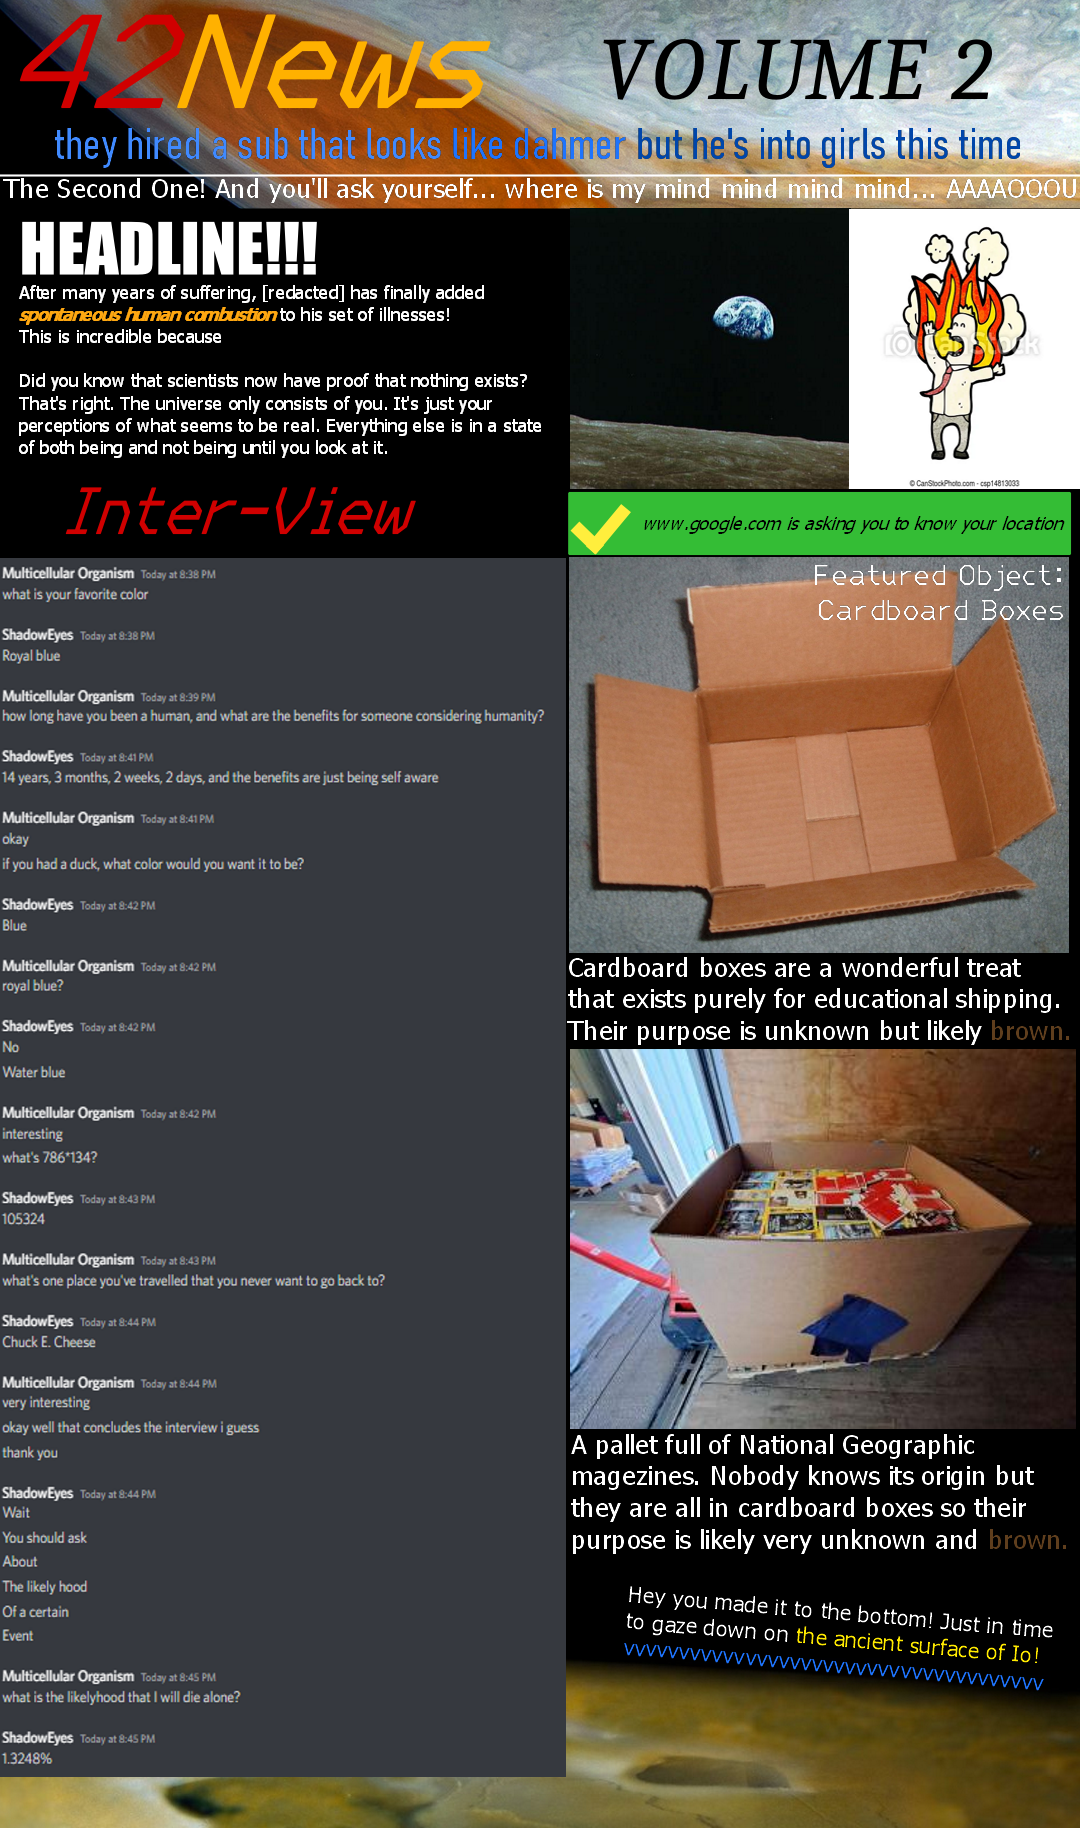 42News
VOLUME 2
they hired a sub that looks like dahmer but he's into girls this time
The Second One! And you'll ask yourself... where is my mind mind mind mind... AAAAOOOU
HEADLINE!!!
After many years of suffering, [redacted] has finally added
spontaneous human combustion to his set of illnesses!
This is incredible because
Did you know that scientists now have proof that nothing exists?
That's right. The universe only consists of you. It's just your
perceptions of what seems to be real. Everything else is in a state
of both being and not being until you look at it.
CanStock
© CanStockPhoto.com - csp14813033
Inter-View
www.google.com is asking you to know your location
Multicellular Organism Today at 8:38 PM
what is your favorite color
ShadowEyes Today at 8:38 PM
Royal blue
Multicellular Organism Today at 8:39 PM
how long have you been a human, and what are the benefits for someone considering humanity?
ShadowEyes Today at 8:41 PM
14 years, 3 months, 2 weeks, 2 days, and the benefits are just being self aware
Multicellular Organism Today at 8:41 PM
okay
if you had a duck, what color would you want it to be?
ShadowEyes Today at 8:42 PM
Blue
Multicellular Organism Today at 8:42 PM
royal blue?
ShadowEyes Today at 8:42 PM
No
Water blue
Multicellular Organism Today at 8:42 PM
interesting
what's 786*134?
ShadowEyes Today at 8:43 PM
105324
Multicellular Organism Today at 8:43 PM
what's one place you've travelled that you never want to go back to?
ShadowEyes Today at 8:44 PM
Chuck E. Cheese
Multicellular Organism Today at 8:44 PM
very interesting
okay well that concludes the interview i guess
thank you
ShadowEyes Today at 8:44 PM
Wait
You should ask
About
The likely hood
Of a certain
Event
Multicellular Organism Today at 8:45 PM
what is the likelyhood that I will die alone?
ShadowEyes Today at 8:45 PM
1.3248%
Featured Object:
Cardboard Boxes
Cardboard boxes are a wonderful treat
that exists purely for educational shipping.
Their purpose is unknown but likely brown.
A pallet full of National Geographic
magezines. Nobody knows its origin but
they are all in cardboard boxes so their
purpose is likely very unknown and brown.
Hey you made it to the bottom! Just in time
to gaze down on the ancient surface of Io!
vvvvvvvvvvvvvvvvvvvvvvvvvvvvvvvvvvvvvv